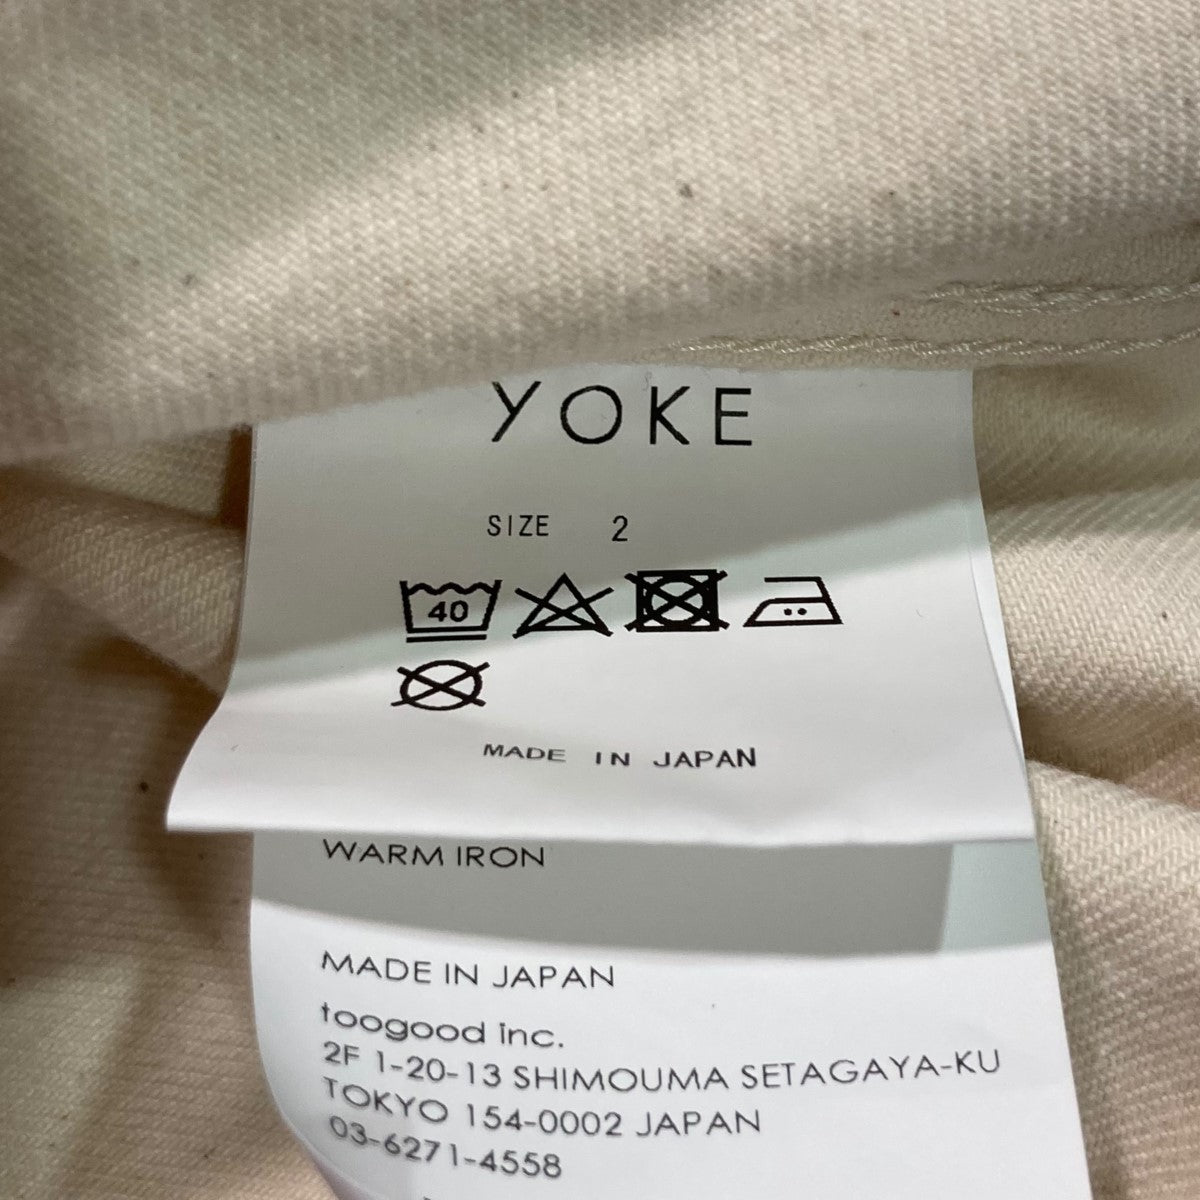 YOKE
SIZE 2
40
MADE IN JAPAN
WARM IRON
MADE IN JAPAN
toogood inc.
2F 1-20-13 SHIMOUMA SETAGAYA-KU
TOKYO 154-0002 JAPAN
03-6271-4558